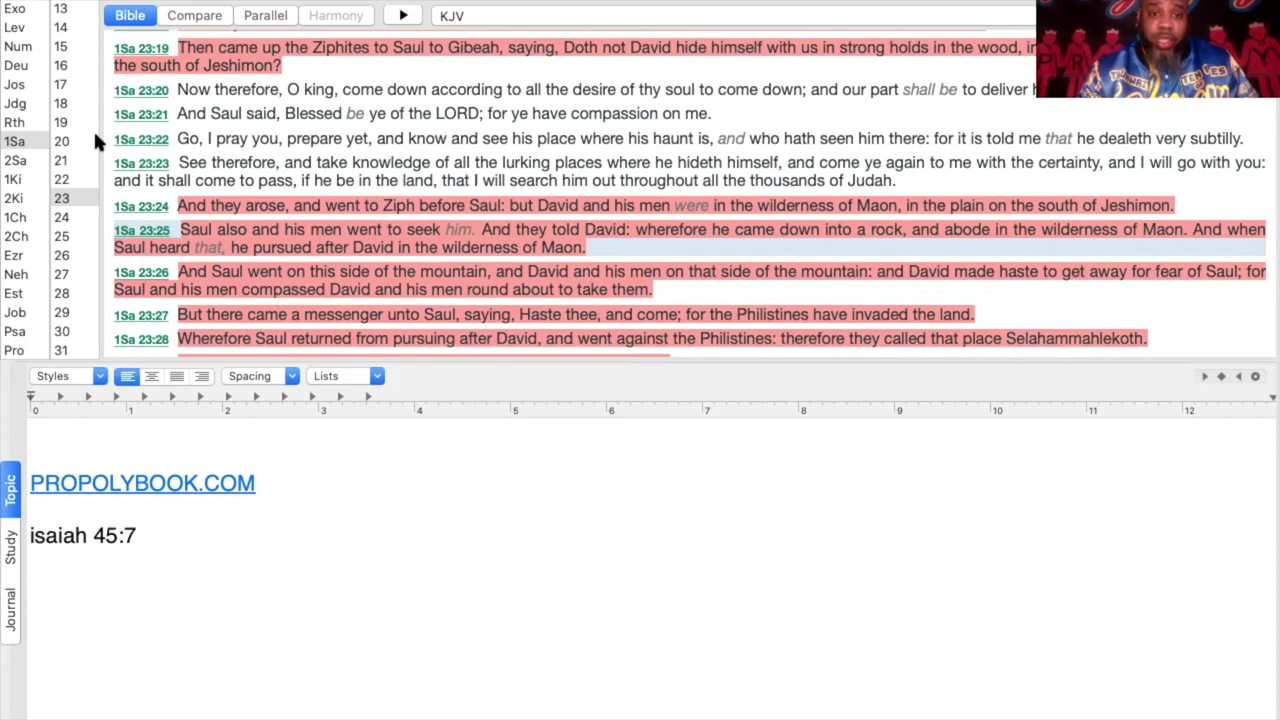 Bible Compare Parallel Harmony KJV
Exo 13
Lev 14
Num 15
Deu 16
Jos 17
Jdg 18
Rth 19
1Sa 20
2Sa 21
1Ki 22
2Ki 23
1Ch 24
2Ch 25
Ezr 26
Neh 27
Est 28
Job 29
Psa 30
Pro 31
1Sa 23:19 Then came up the Ziphites to Saul to Gibeah, saying, Doth not David hide himself with us in strong holds in the wood, in
the south of Jeshimon?
1Sa 23:20 Now therefore, O king, come down according to all the desire of thy soul to come down; and our part shall be to deliver
1Sa 23:21 And Saul said, Blessed be ye of the LORD; for ye have compassion on me.
1Sa 23:22 Go, I pray you, prepare yet, and know and see his place where his haunt is, and who hath seen him there: for it is told me that he dealeth very subtilly.
1Sa 23:23 See therefore, and take knowledge of all the lurking places where he hideth himself, and come ye again to me with the certainty, and I will go with you:
and it shall come to pass, if he be in the land, that I will search him out throughout all the thousands of Judah.
1Sa 23:24 And they arose, and went to Ziph before Saul: but David and his men were in the wilderness of Maon, in the plain on the south of Jeshimon.
1Sa 23:25 Saul also and his men went to seek him. And they told David: wherefore he came down into a rock, and abode in the wilderness of Maon. And when
Saul heard that, he pursued after David in the wilderness of Maon.
1Sa 23:26 And Saul went on this side of the mountain, and David and his men on that side of the mountain: and David made haste to get away for fear of Saul; for
Saul and his men compassed David and his men round about to take them.
1Sa 23:27 But there came a messenger unto Saul, saying, Haste thee, and come; for the Philistines have invaded the land.
1Sa 23:28 Wherefore Saul returned from pursuing after David, and went against the Philistines: therefore they called that place Selahammahlekoth.
Styles Spacing Lists
0 1 2 3 4 5 6 7 8 9 10 11 12
Topic
Study
Journal
PROPOLYBOOK.COM
isaiah 45:7